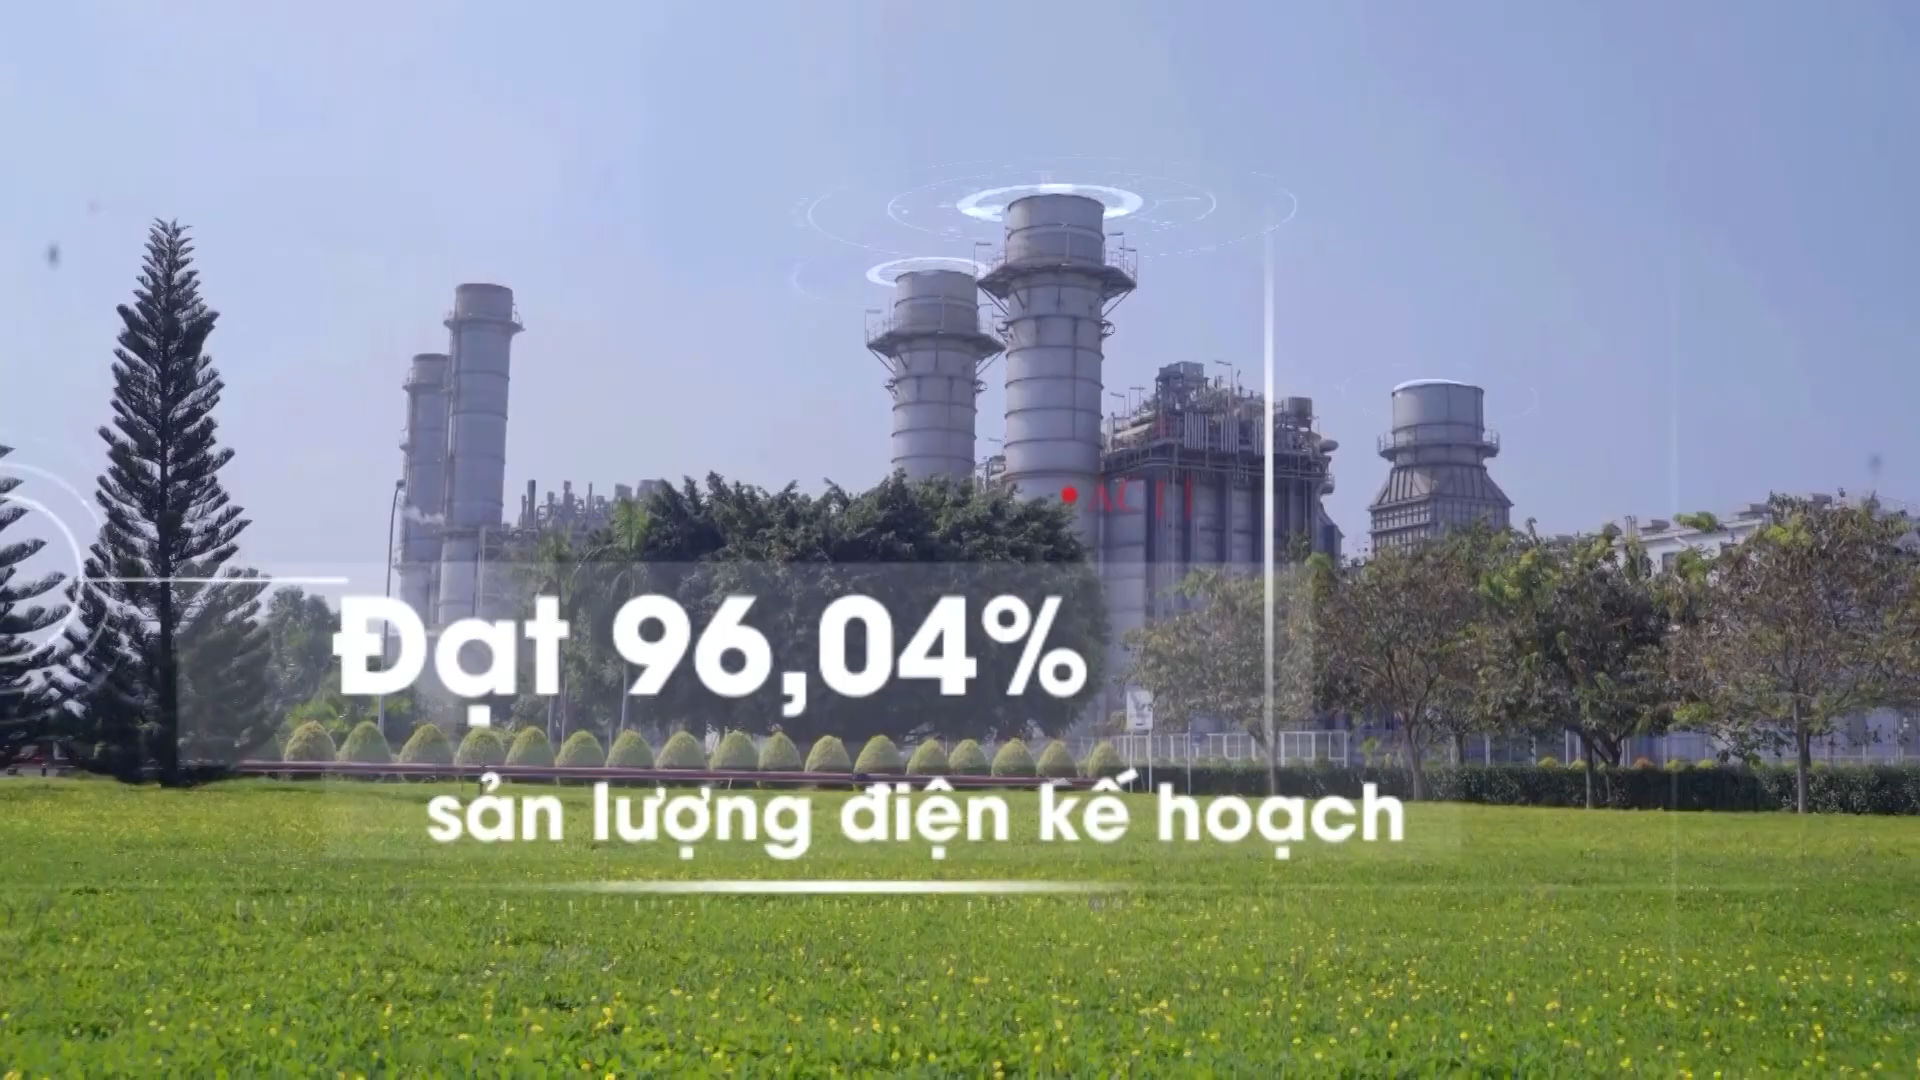 Đạt 96,04%
sản lượng điện kế hoạch